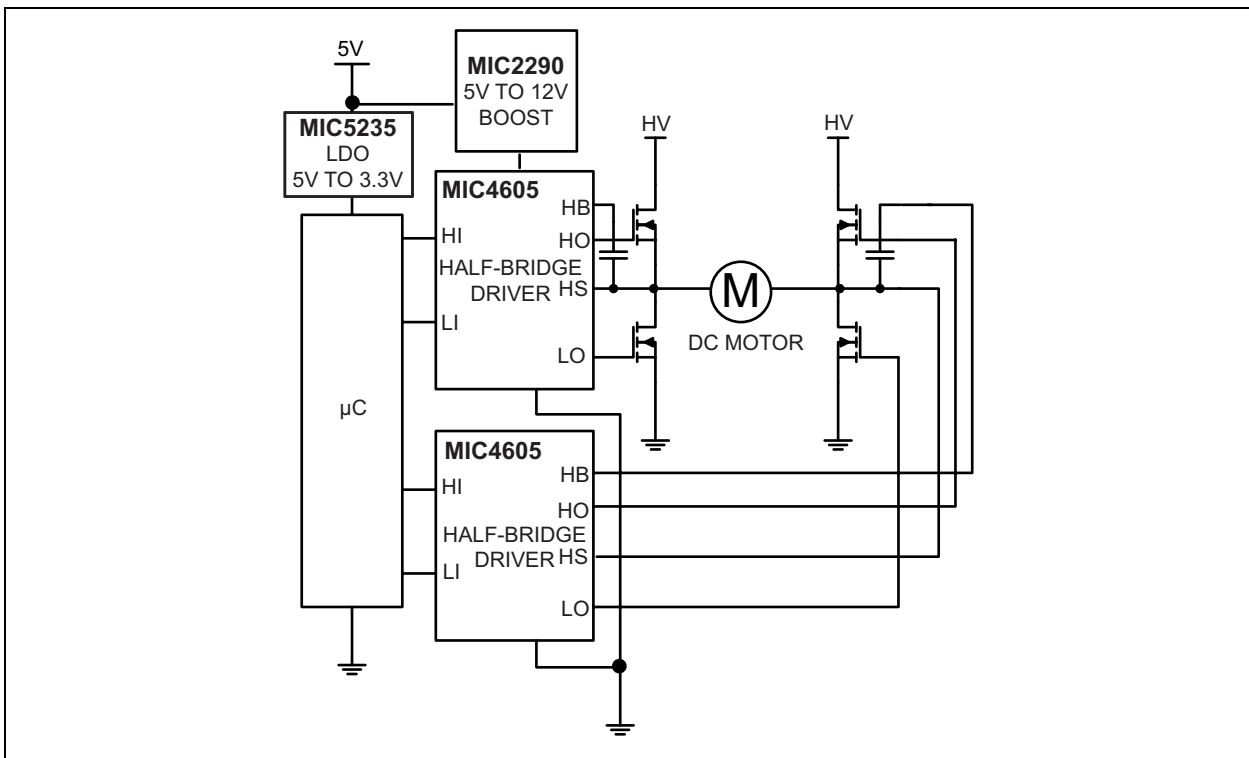 5V
MIC2290
5V TO 12V
BOOST
MIC5235
LDO
5V TO 3.3V
HV
HV
MIC4605
HB
HI
HO
HALF-BRIDGE
DRIVER
HS
LI
LO
M
DC MOTOR
µC
MIC4605
HB
HI
HO
HALF-BRIDGE
DRIVER
HS
LI
LO